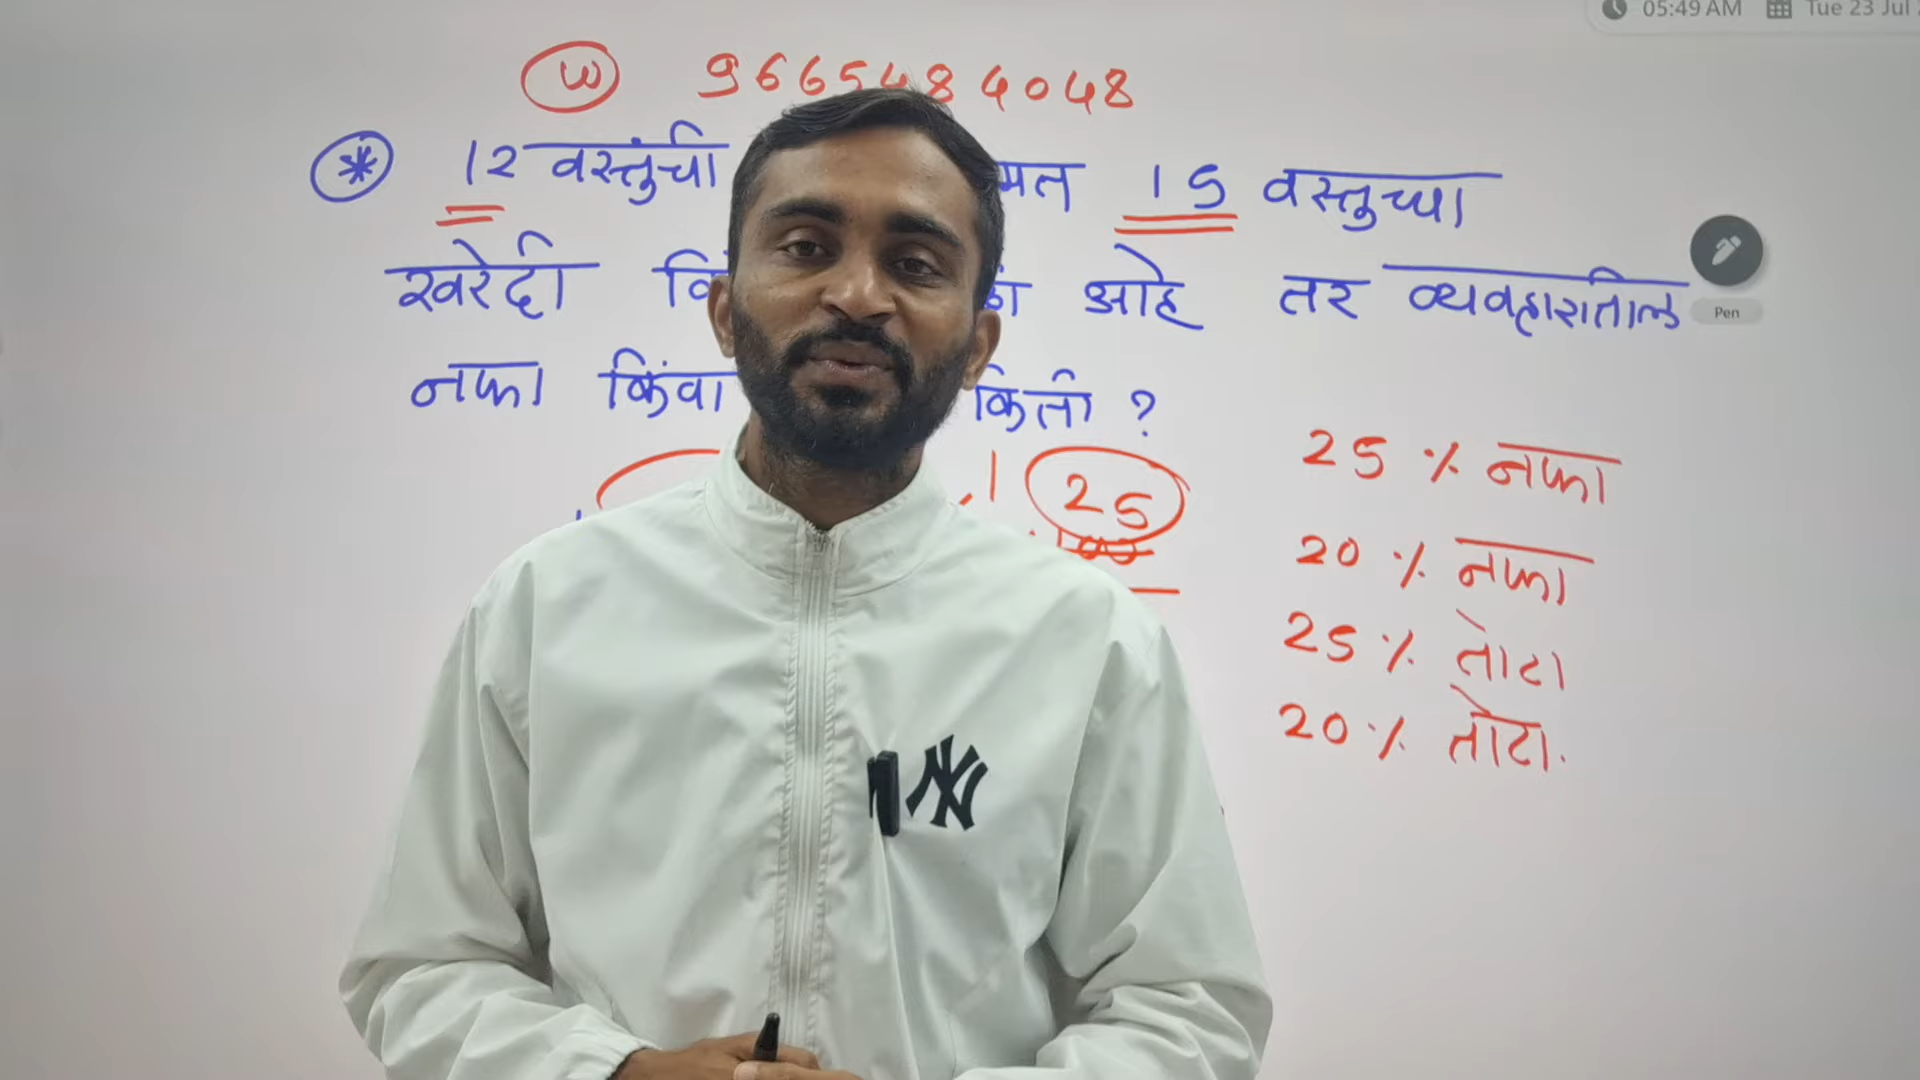 05:49 AM Tue 23 Jul
W 9665484048
* 12 वस्तुंची मत 15 वस्तुच्या
खरेदी आहे तर व्यवहारातील
Pen
नफा किंवा किती ?
25 % नफा
25
100
20 % नफा
25 % तोटा
20 % तोटा.
NY